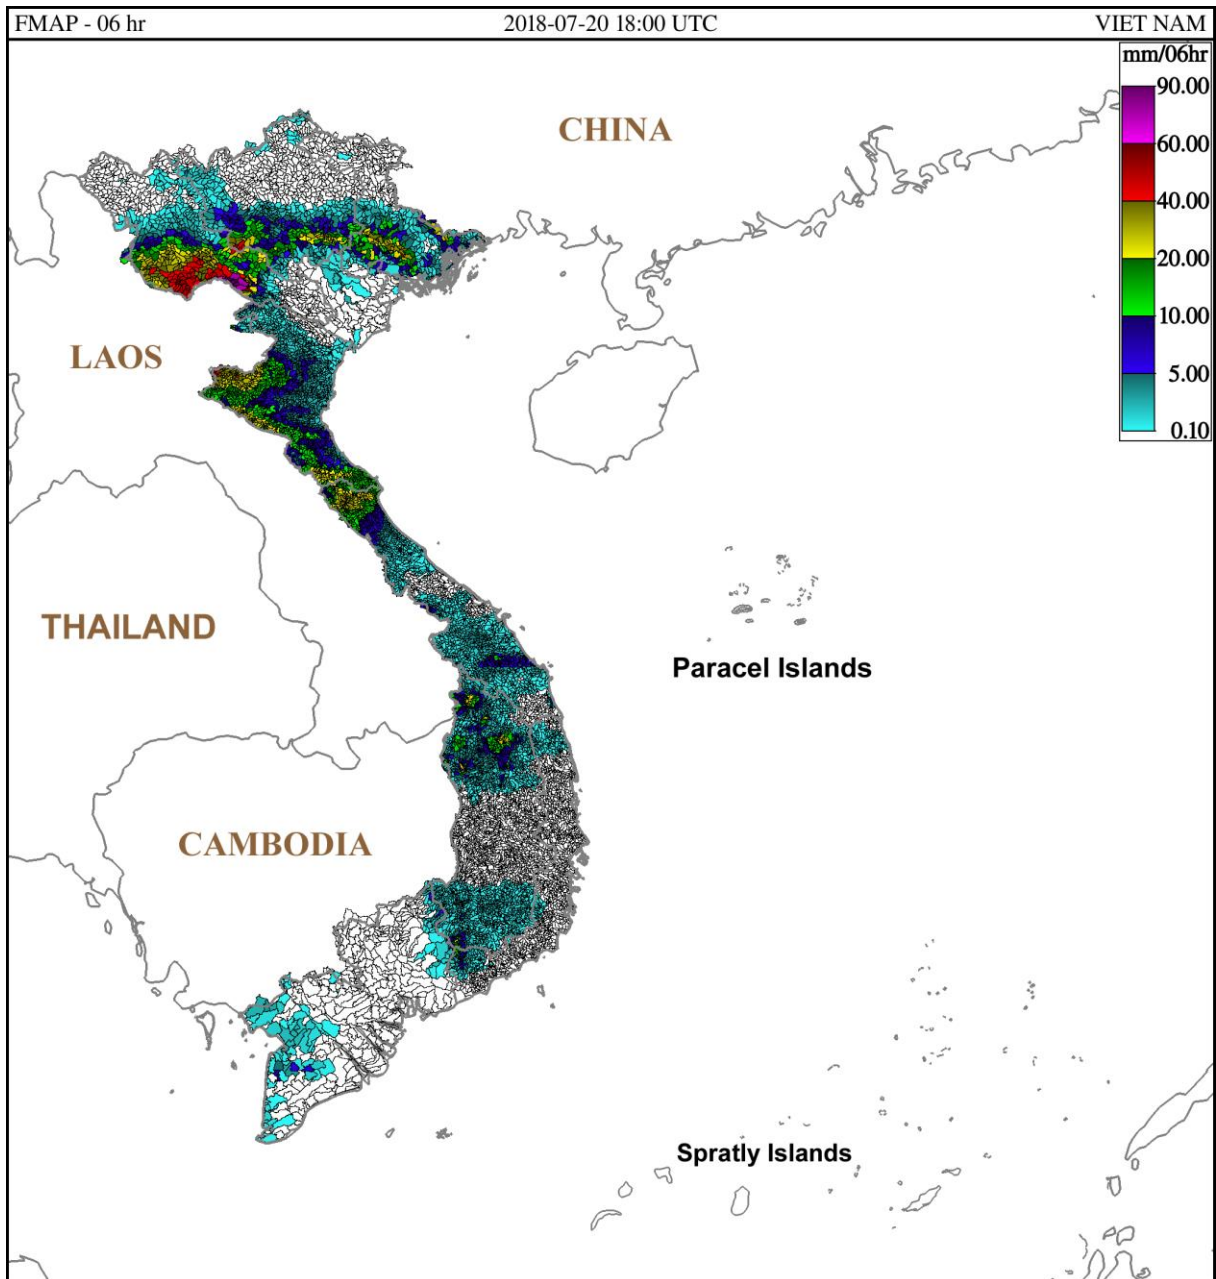 FMAP - 06 hr 2018-07-20 18:00 UTC VIET NAM
mm/06hr
90.00
60.00
40.00
20.00
10.00
5.00
0.10
CHINA
LAOS
THAILAND
Paracel Islands
CAMBODIA
Spratly Islands